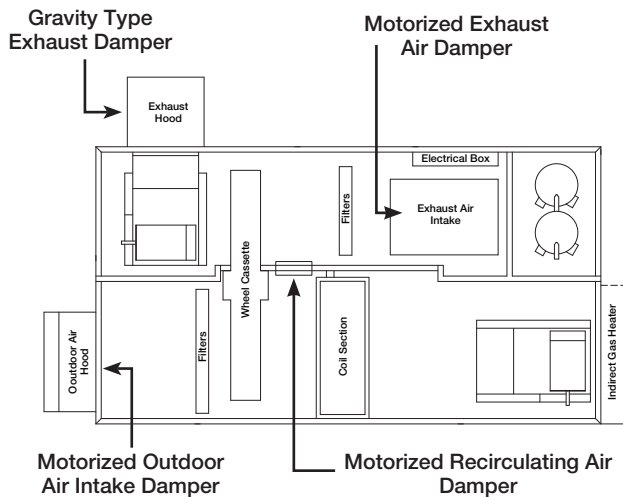 Gravity Type
Exhaust Damper
Motorized Exhaust
Air Damper
Exhaust
Hood
Electrical Box
Exhaust Air
Intake
Filters
Wheel Cassette
Ooutdoor Air
Hood
Filters
Coil Section
Indirect Gas Heater
Motorized Outdoor
Air Intake Damper
Motorized Recirculating Air
Damper